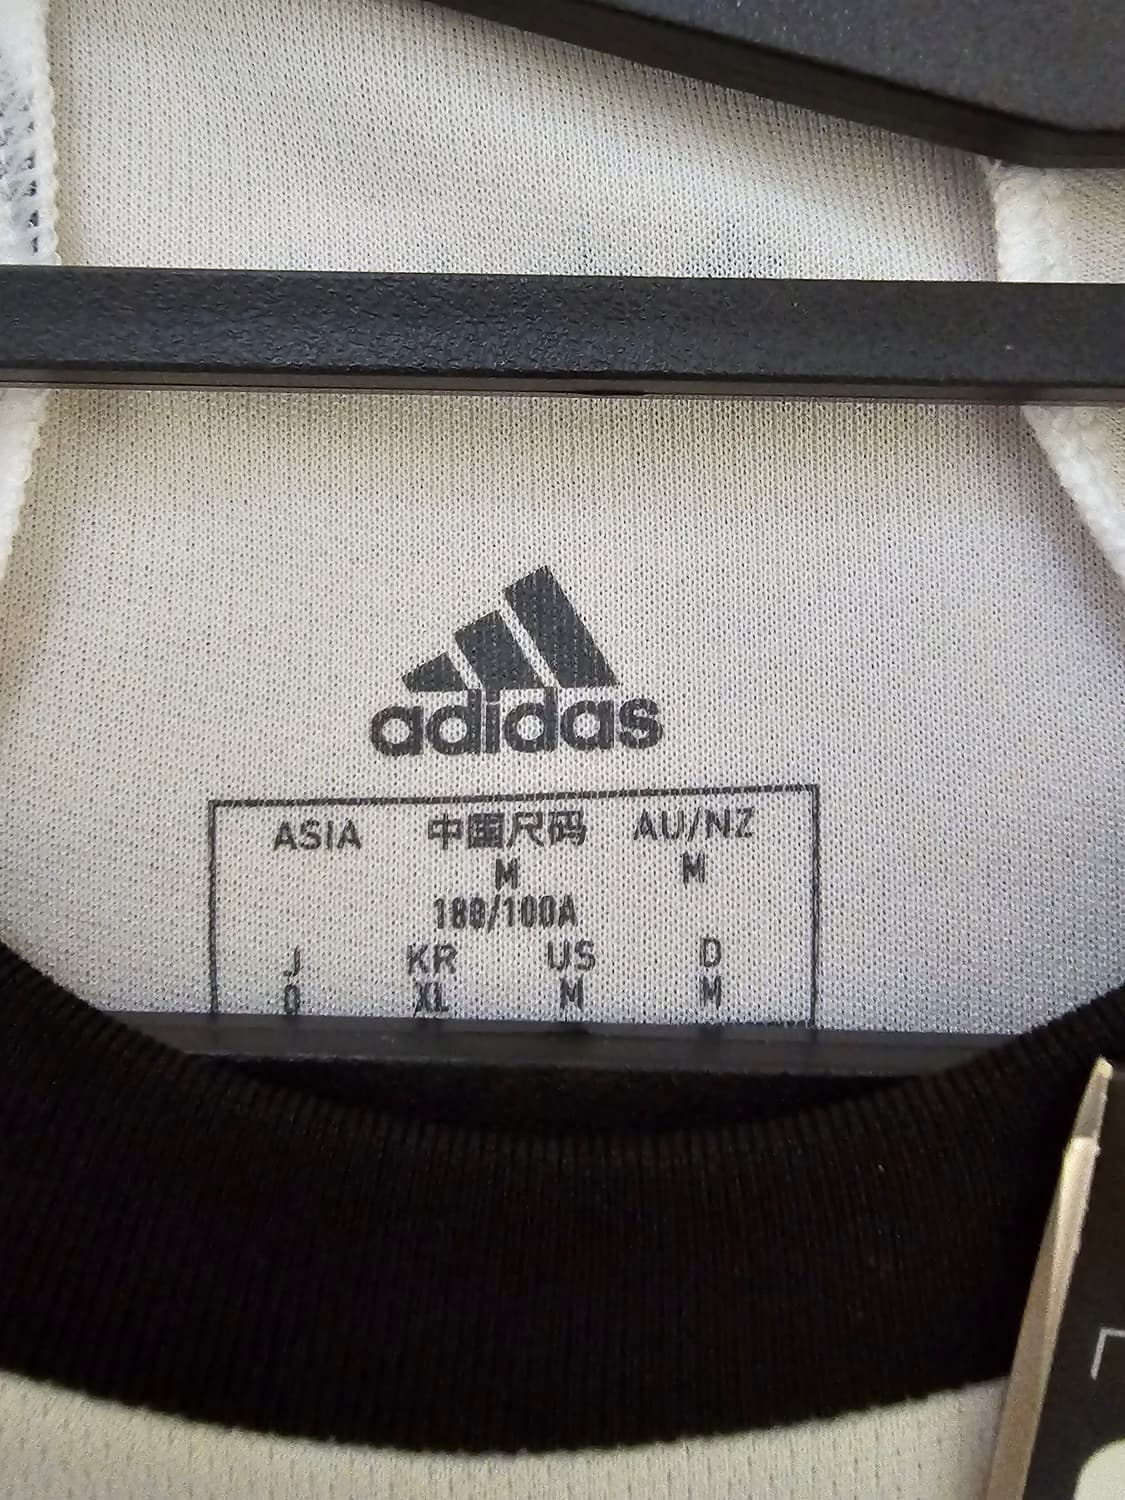 adidas
ASIA 中国尺码 AU/NZ
M M
180/100A
J KR US D
O XL M M